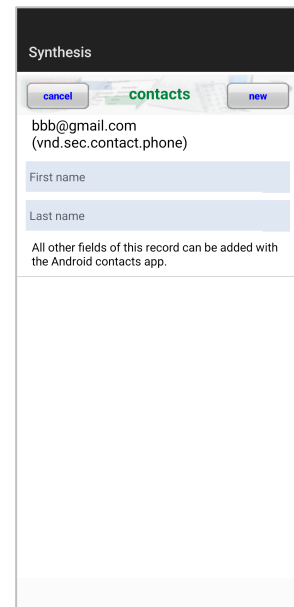 Synthesis
cancel
contacts
new
bbb@gmail.com
(vnd.sec.contact.phone)
First name
Last name
All other fields of this record can be added with
the Android contacts app.